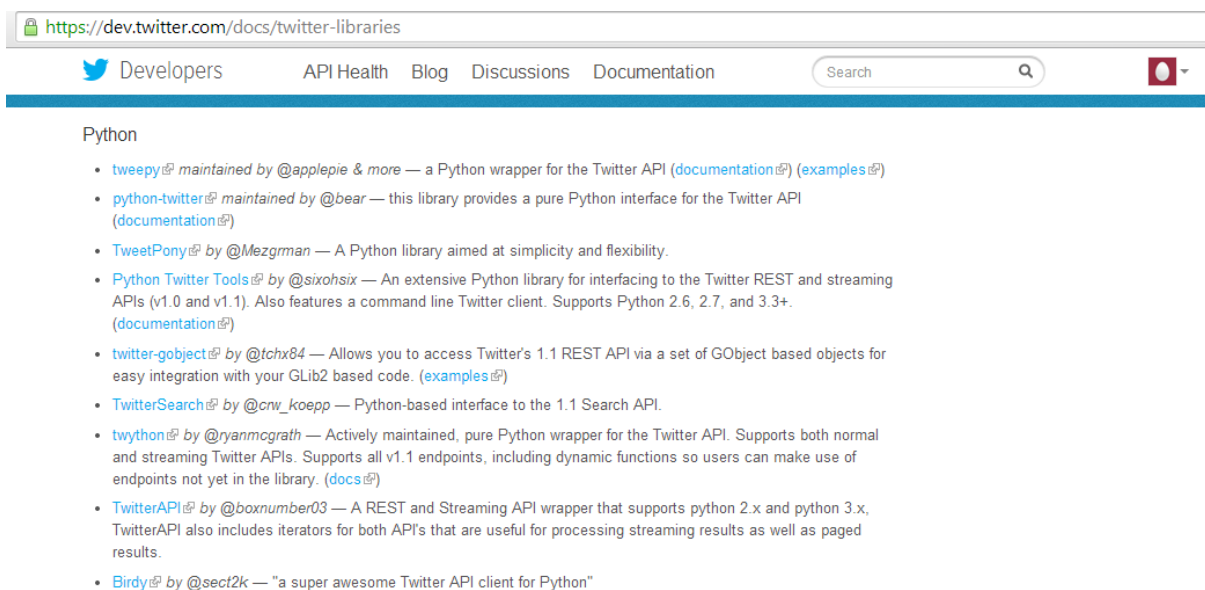 https://dev.twitter.com/docs/twitter-libraries
Developers API Health Blog Discussions Documentation Search
Python
• tweepy maintained by @applepie & more — a Python wrapper for the Twitter API (documentation) (examples)
• python-twitter maintained by @bear — this library provides a pure Python interface for the Twitter API
(documentation)
• TweetPony by @Mezgrman — A Python library aimed at simplicity and flexibility.
• Python Twitter Tools by @sixohsix — An extensive Python library for interfacing to the Twitter REST and streaming
APIs (v1.0 and v1.1). Also features a command line Twitter client. Supports Python 2.6, 2.7, and 3.3+.
(documentation)
• twitter-gobject by @tchx84 — Allows you to access Twitter's 1.1 REST API via a set of GObject based objects for
easy integration with your GLib2 based code. (examples)
• TwitterSearch by @crw_koepp — Python-based interface to the 1.1 Search API.
• twython by @ryanmcgrath — Actively maintained, pure Python wrapper for the Twitter API. Supports both normal
and streaming Twitter APIs. Supports all v1.1 endpoints, including dynamic functions so users can make use of
endpoints not yet in the library. (docs)
• TwitterAPI by @boxnumber03 — A REST and Streaming API wrapper that supports python 2.x and python 3.x,
TwitterAPI also includes iterators for both API's that are useful for processing streaming results as well as paged
results.
• Birdy by @sect2k — "a super awesome Twitter API client for Python"